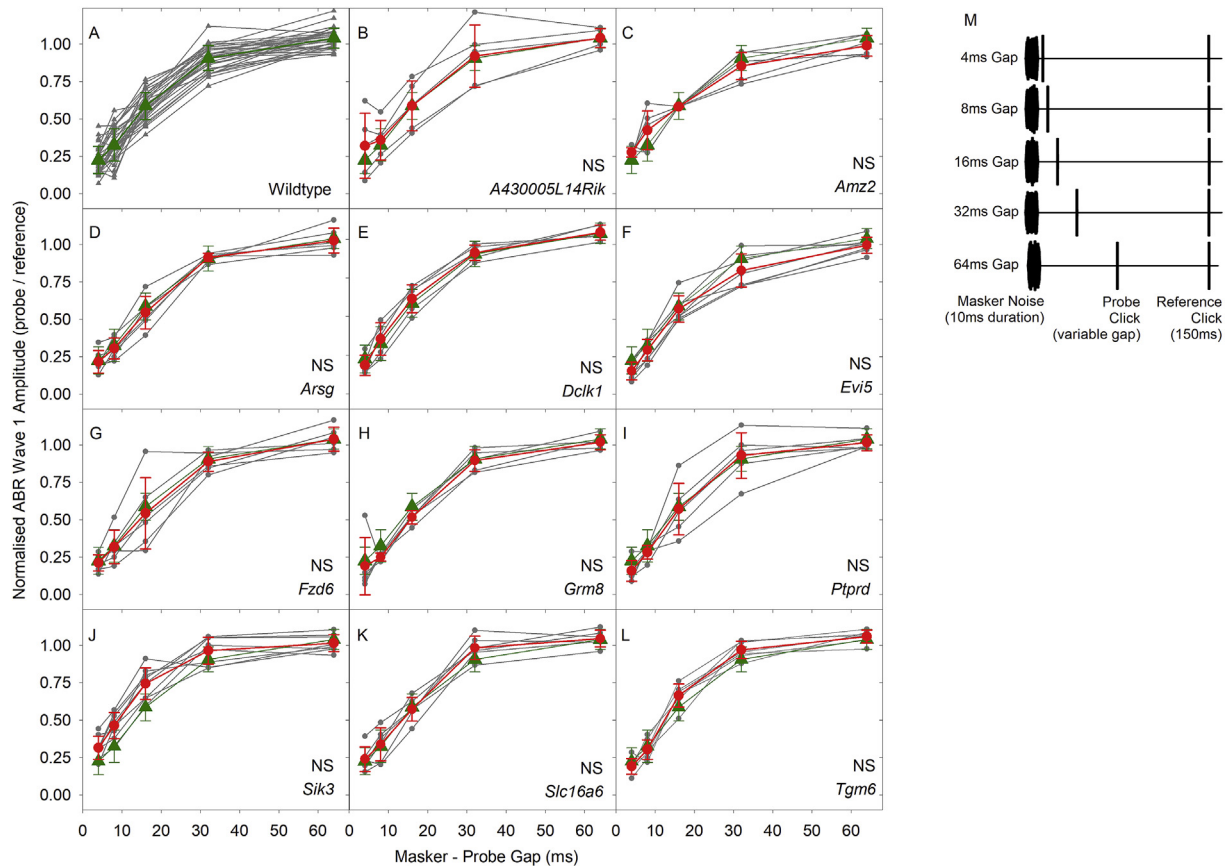 Normalised ABR Wave 1 Amplitude (probe / reference)
A
1.00
0.75
0.50
0.25
0.00
Wildtype
B
NS
A430005L14Rik
C
NS
Amz2
D
1.00
0.75
0.50
0.25
0.00
NS
Arsg
E
NS
Dclk1
F
NS
Evi5
G
1.00
0.75
0.50
0.25
0.00
NS
Fzd6
H
NS
Grm8
I
NS
Ptprd
J
1.00
0.75
0.50
0.25
0.00
NS
Sik3
K
NS
Slc16a6
L
NS
Tgm6
0 10 20 30 40 50 60 0 10 20 30 40 50 60 0 10 20 30 40 50 60
Masker - Probe Gap (ms)
M
4ms Gap
8ms Gap
16ms Gap
32ms Gap
64ms Gap
Masker Noise
(10ms duration)
Probe
Click
(variable gap)
Reference
Click
(150ms)